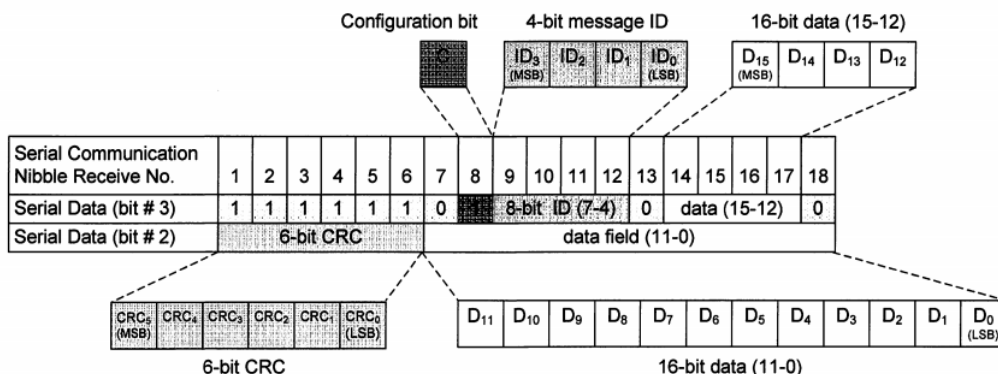 Configuration bit 4-bit message ID 16-bit data (15-12)
C ID3 ID2 ID1 ID0 D15 D14 D13 D12
(MSB) (LSB) (MSB)
Serial Communication
Nibble Receive No. 1 2 3 4 5 6 7 8 9 10 11 12 13 14 15 16 17 18
Serial Data (bit # 3) 1 1 1 1 1 1 0 1 8-bit ID (7-4) 0 data (15-12) 0
Serial Data (bit # 2) 6-bit CRC data field (11-0)
CRC5 CRC4 CRC3 CRC2 CRC1 CRC0 D11 D10 D9 D8 D7 D6 D5 D4 D3 D2 D1 D0
(MSB) (LSB) (LSB)
6-bit CRC 16-bit data (11-0)